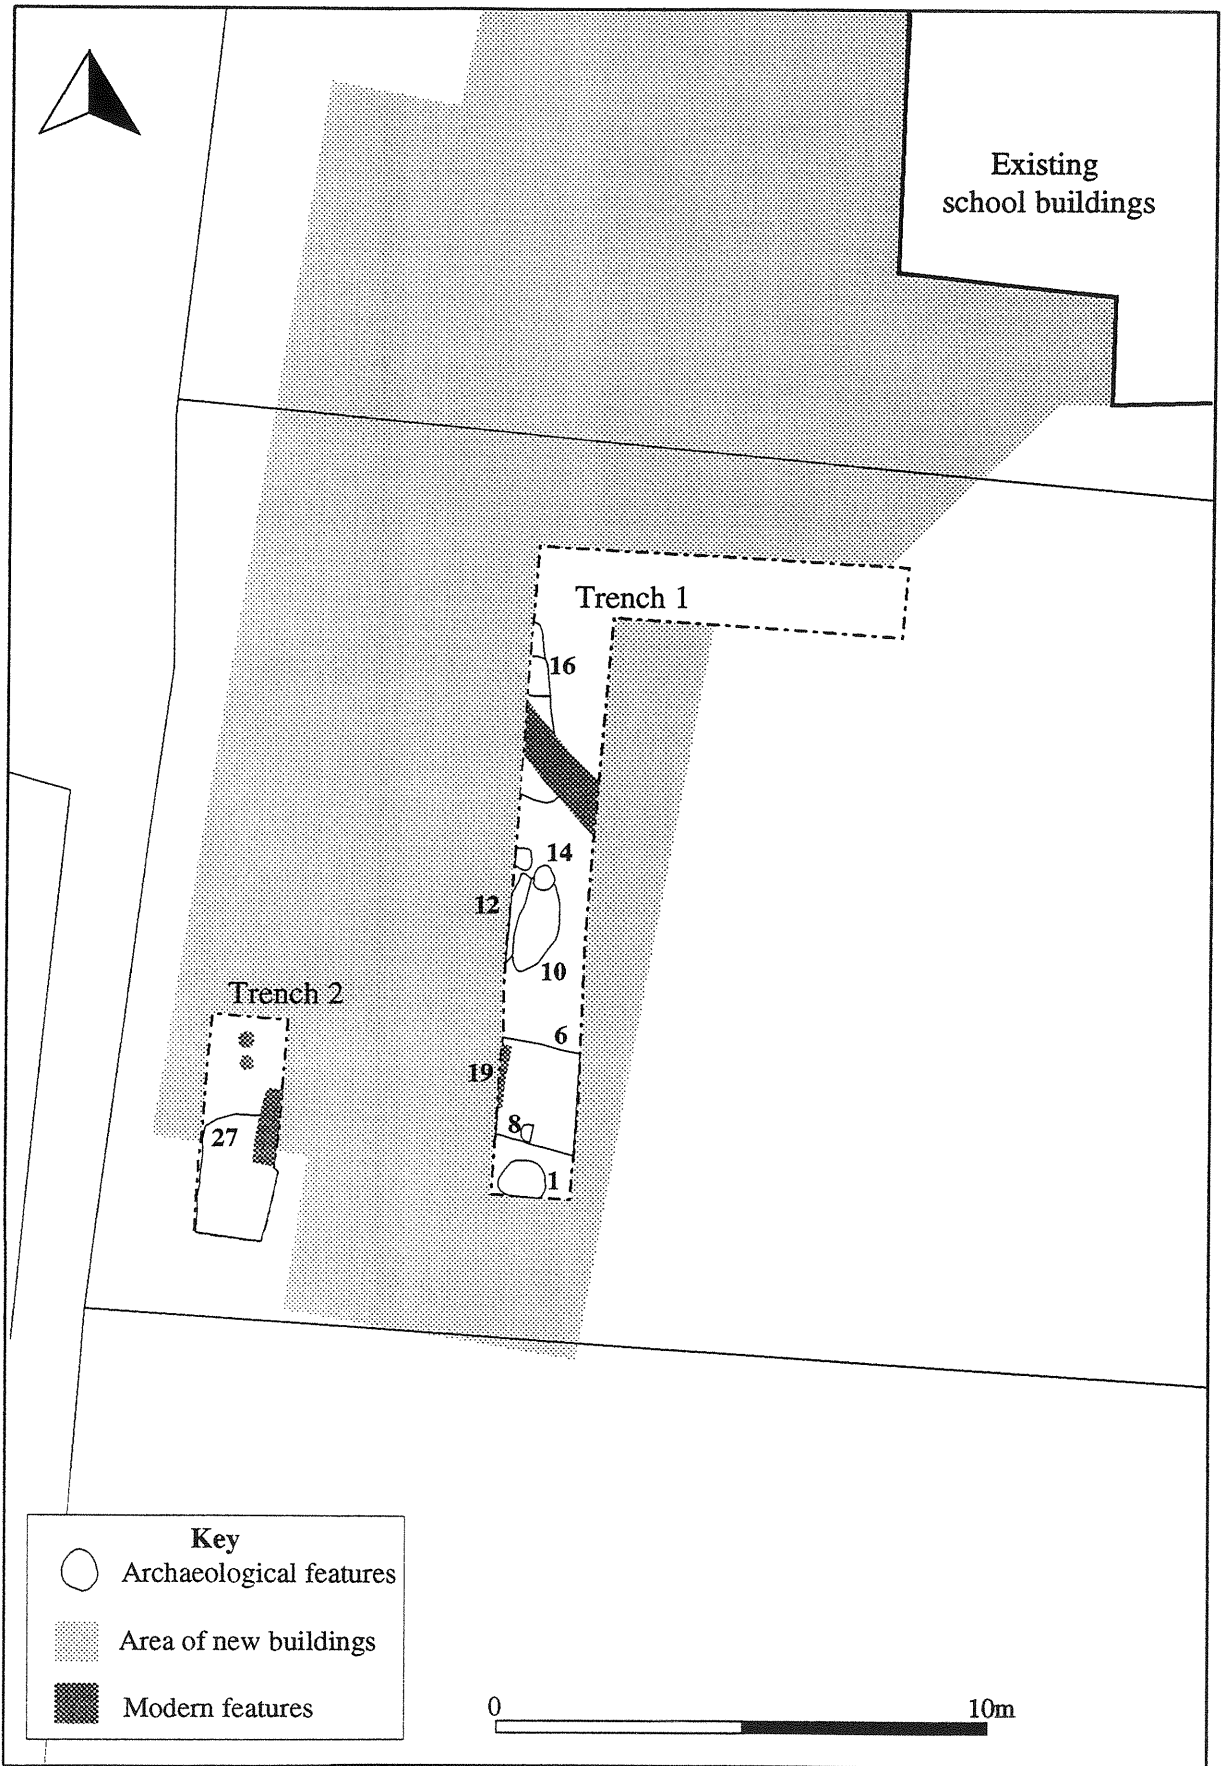 Existing
school buildings
Trench 1
16
14
12
10
Trench 2
6
19
8
27
1
Key
Archaeological features
Area of new buildings
Modern features
0 10m